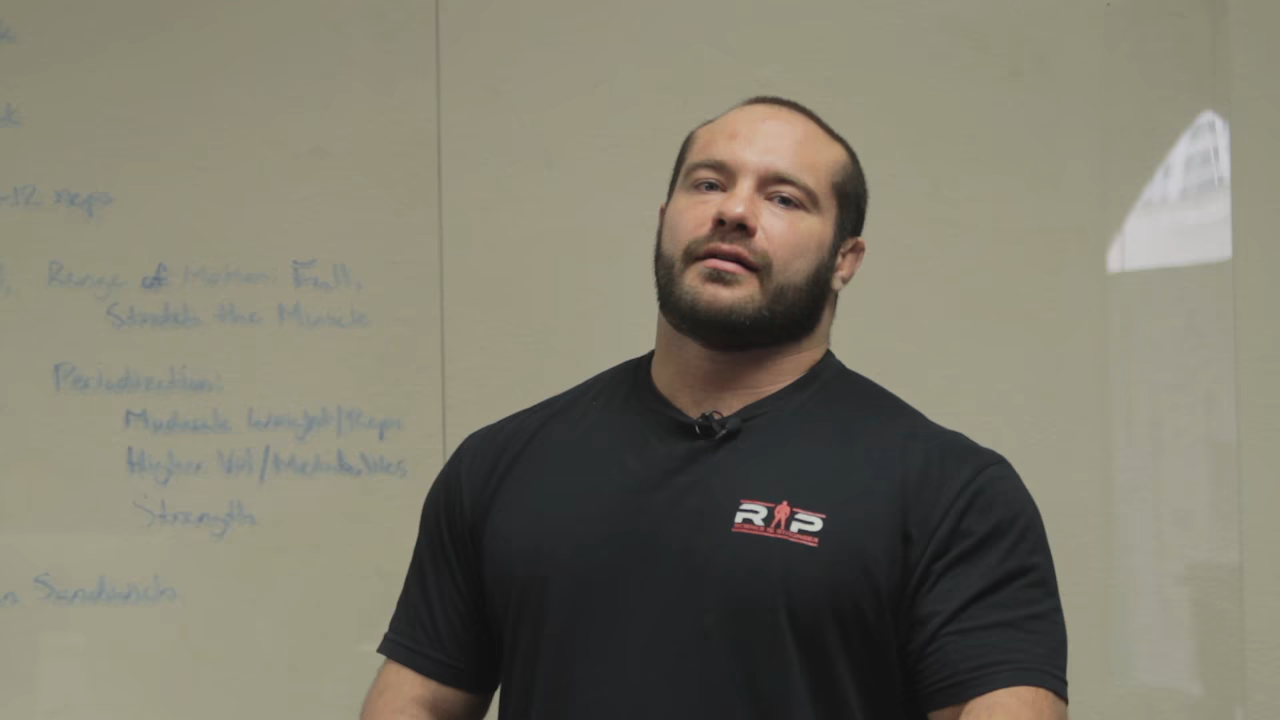 -12 reps
Range of Motion: Full,
Stretch the Muscle
Periodization:
Moderate Weight/Reps
Higher Vol/Metabolites
Strength
Sandwich
RP